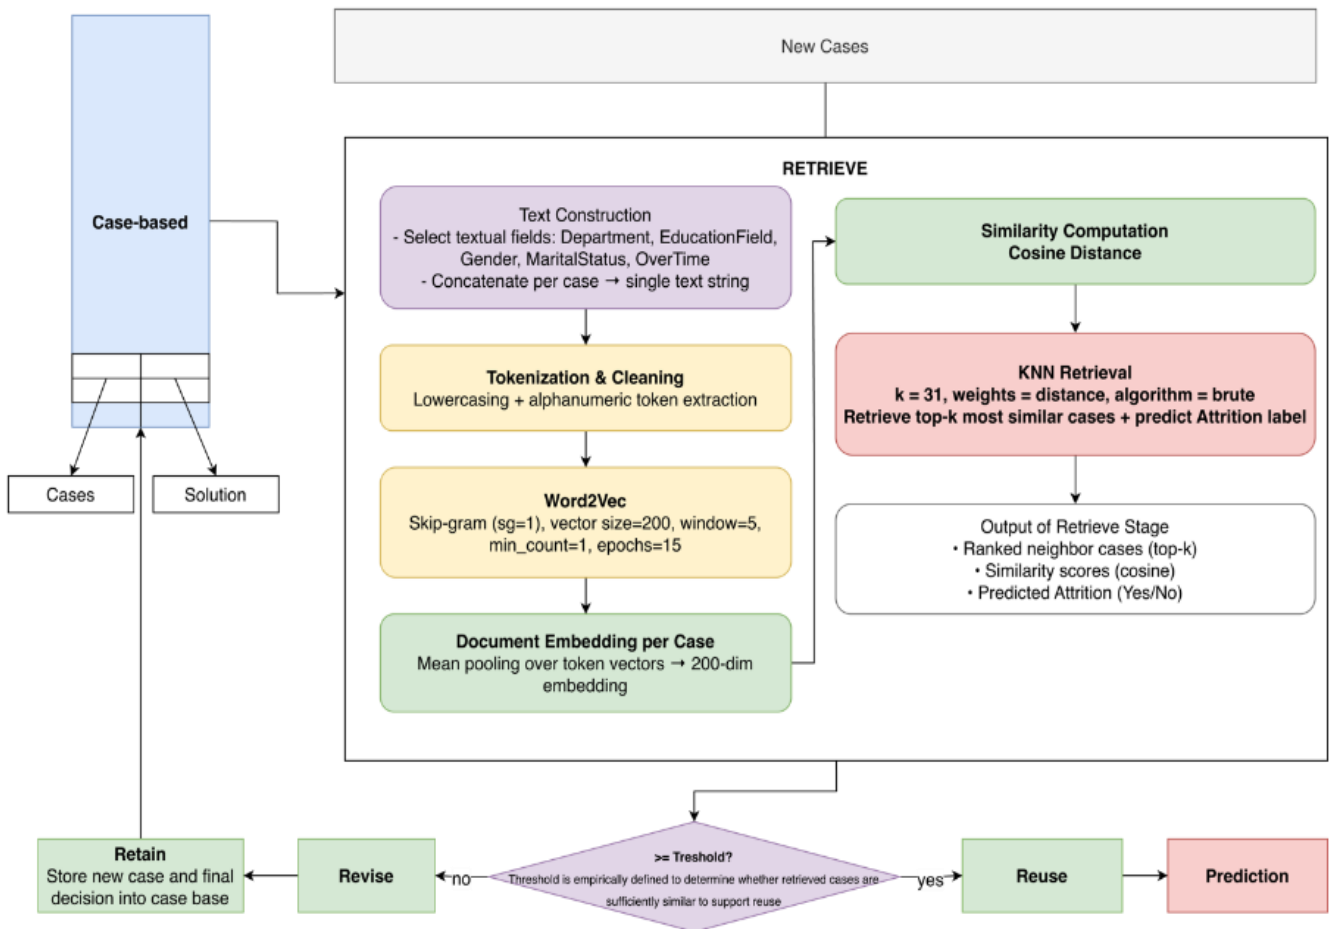 New Cases
Case-based
Cases
Solution
RETRIEVE
Text Construction
- Select textual fields: Department, EducationField,
Gender, MaritalStatus, OverTime
- Concatenate per case → single text string
Tokenization & Cleaning
Lowercasing + alphanumeric token extraction
Word2Vec
Skip-gram (sg=1), vector size=200, window=5,
min_count=1, epochs=15
Document Embedding per Case
Mean pooling over token vectors → 200-dim
embedding
Similarity Computation
Cosine Distance
KNN Retrieval
k = 31, weights = distance, algorithm = brute
Retrieve top-k most similar cases + predict Attrition label
Output of Retrieve Stage
• Ranked neighbor cases (top-k)
• Similarity scores (cosine)
• Predicted Attrition (Yes/No)
>= Treshold?
Threshold is empirically defined to determine whether retrieved cases are
sufficiently similar to support reuse
no
yes
Revise
Retain
Store new case and final
decision into case base
Reuse
Prediction